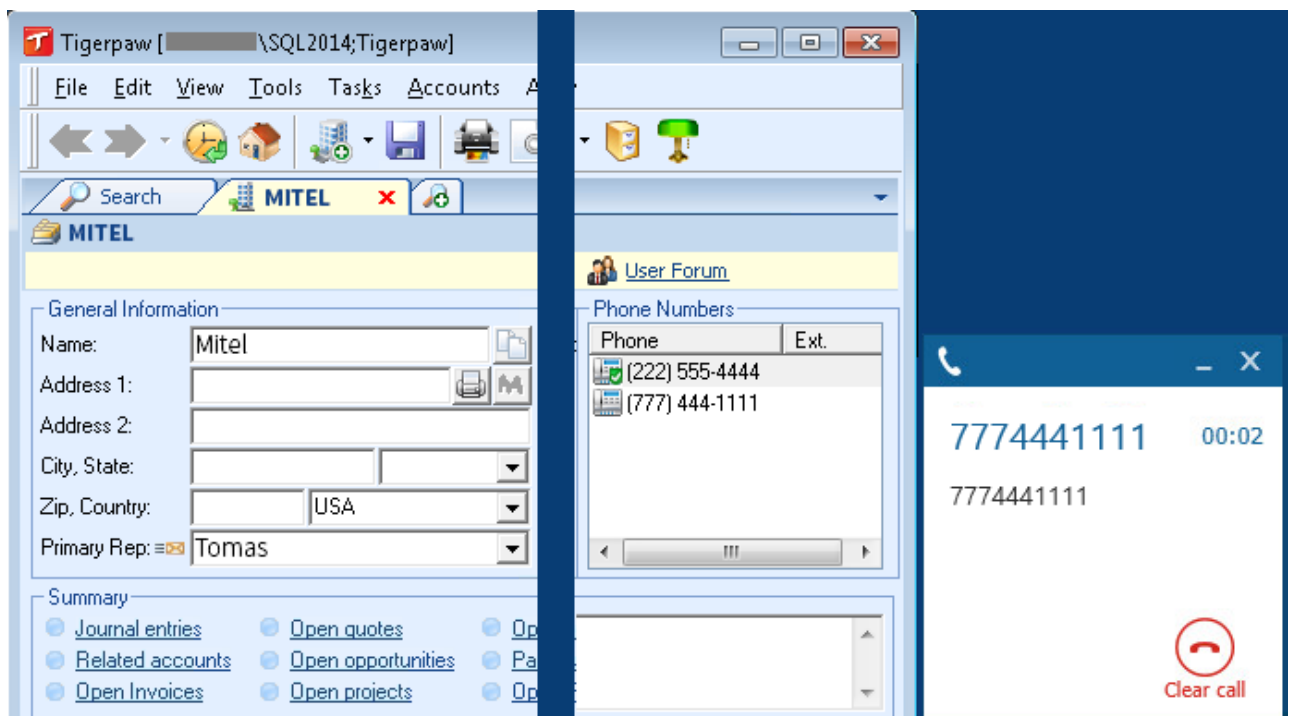 Tigerpaw [ \SQL2014;Tigerpaw]
File Edit View Tools Tasks Accounts
Search MITEL
MITEL
User Forum
General Information
Name: Mitel
Address 1:
Address 2:
City, State:
Zip, Country: USA
Primary Rep: Tomas
Phone Numbers
Phone Ext.
(222) 555-4444
(777) 444-1111
Summary
Journal entries Open quotes Op
Related accounts Open opportunities Pa
Open Invoices Open projects Op
7774441111 00:02
7774441111
Clear call